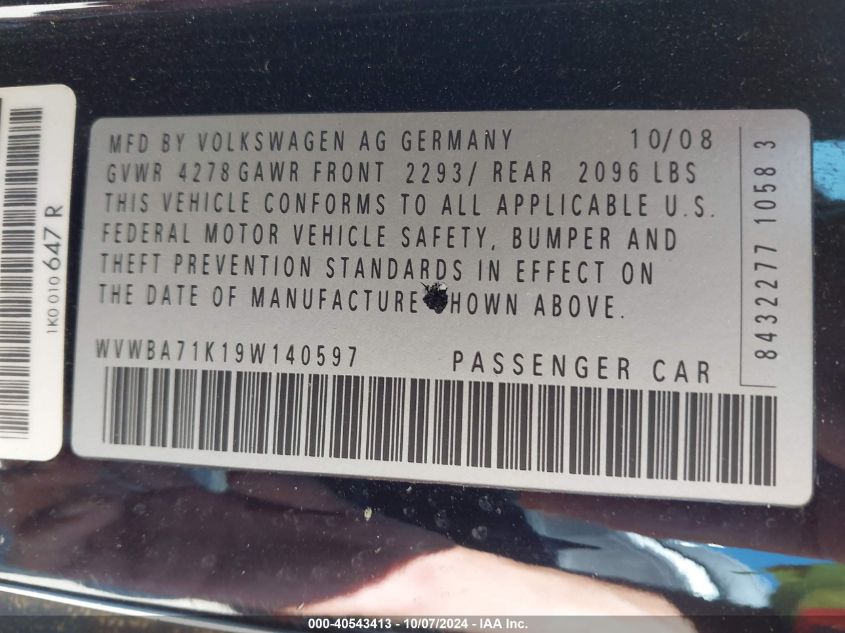 MFD BY VOLKSWAGEN AG GERMANY 10/08
GVWR 4278 GAWR FRONT 2293/ REAR 2096 LBS
THIS VEHICLE CONFORMS TO ALL APPLICABLE U.S.
FEDERAL MOTOR VEHICLE SAFETY, BUMPER AND
THEFT PREVENTION STANDARDS IN EFFECT ON
THE DATE OF MANUFACTURE HOWN ABOVE.
WVWBA71K19W140597 PASSENGER CAR
8432277 1058 3
1K0 010 647 R
000-40543413 - 10/07/2024 - IAA Inc.